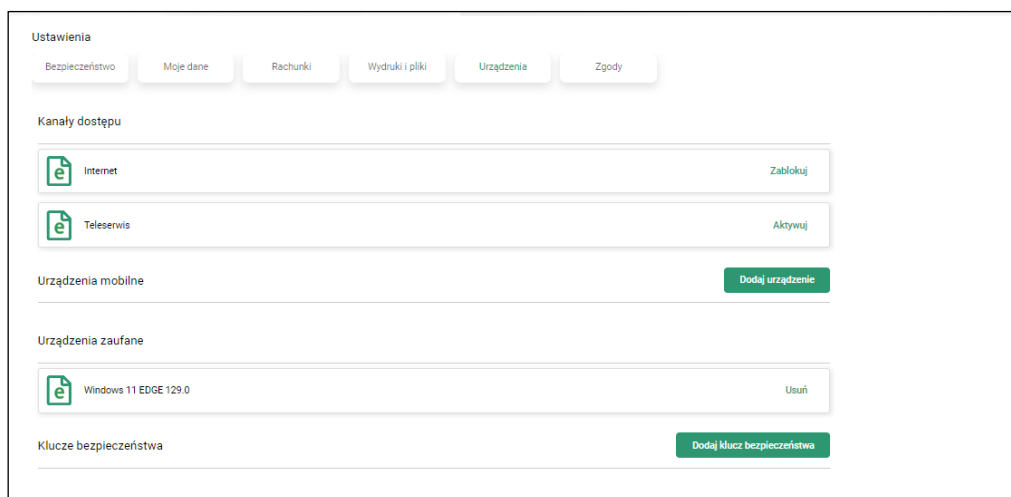 Ustawienia
Bezpieczeństwo Moje dane Rachunki Wydruki i pliki Urządzenia Zgody
Kanały dostępu
e Internet Zablokuj
e Teleserwis Aktywuj
Urządzenia mobilne Dodaj urządzenie
Urządzenia zaufane
e Windows 11 EDGE 129.0 Usuń
Klucze bezpieczeństwa Dodaj klucz bezpieczeństwa